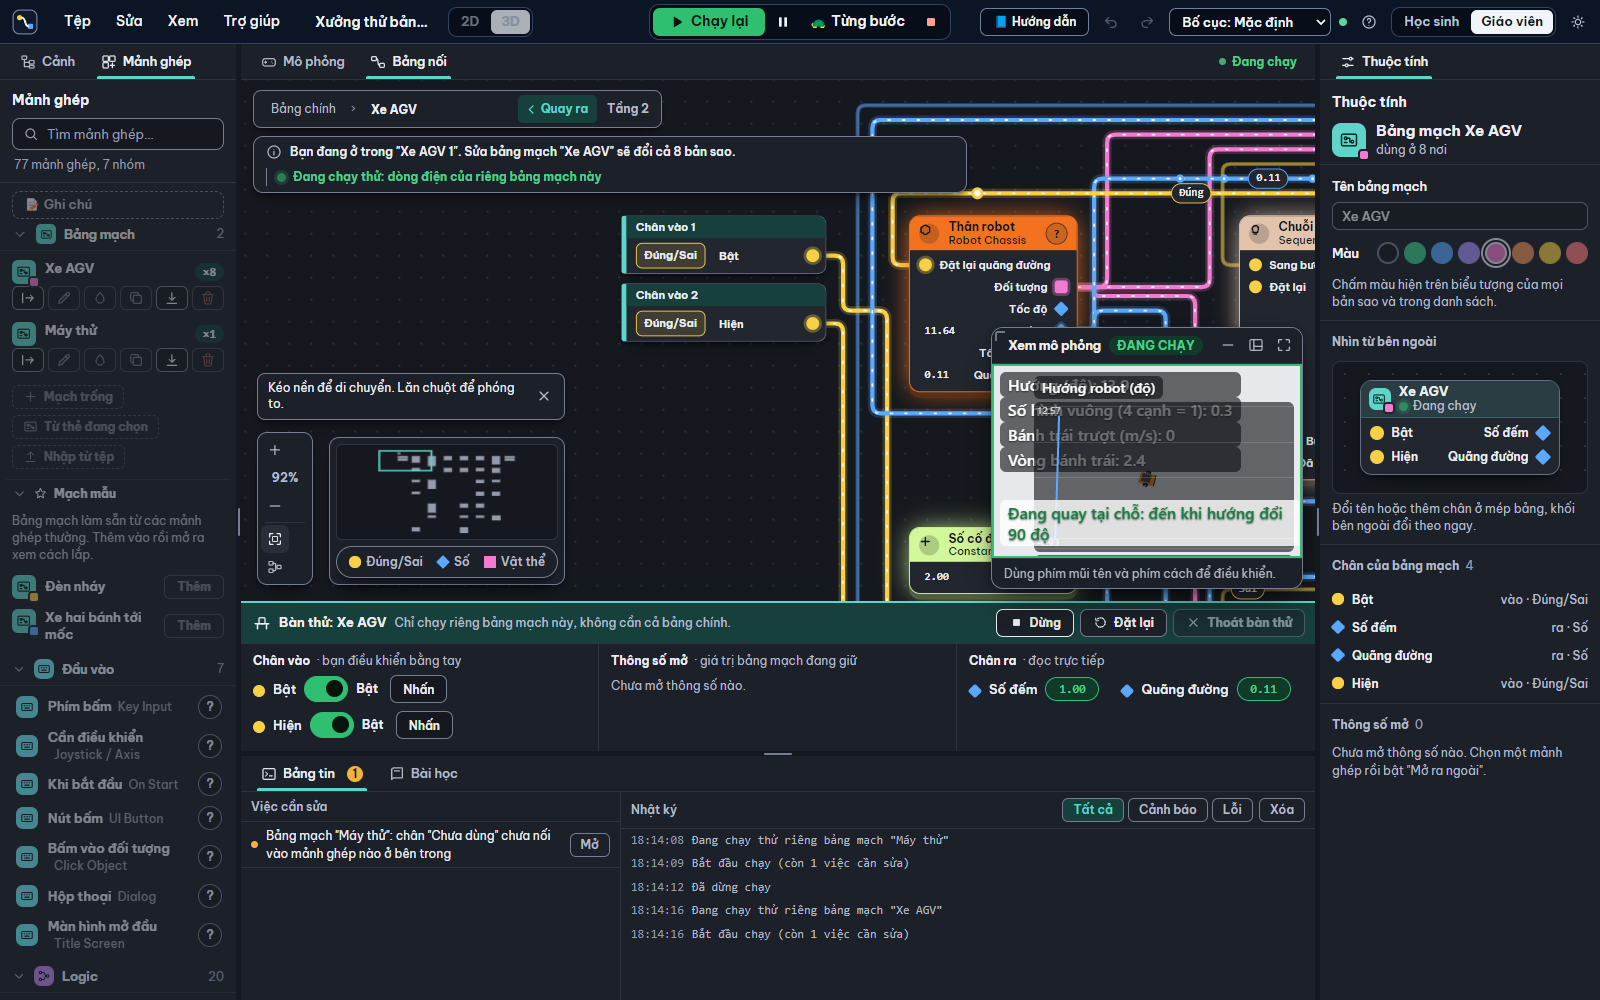 Tệp
Sửa
Xem
Trợ giúp
Xưởng thử bản...
2D
3D
Chạy lại
Từng bước
Hướng dẫn
Bố cục: Mặc định
Học sinh
Giáo viên
Cảnh
Mảnh ghép
Mảnh ghép
Tìm mảnh ghép...
77 mảnh ghép, 7 nhóm
Ghi chú
Bảng mạch
2
Xe AGV
×8
Máy thử
×1
Mạch trống
Từ thẻ đang chọn
Nhập từ tệp
Mạch mẫu
Bảng mạch làm sẵn từ các mảnh
ghép thường. Thêm vào rồi mở ra
xem cách lắp.
Đèn nháy
Thêm
Xe hai bánh tới
mốc
Thêm
Đầu vào
7
Phím bấm Key Input
?
Cần điều khiển
Joystick / Axis
?
Khi bắt đầu On Start
?
Nút bấm UI Button
?
Bấm vào đối tượng
Click Object
?
Hộp thoại Dialog
?
Màn hình mở đầu
Title Screen
?
Logic
20
Mô phỏng
Bảng nối
Đang chạy
Bảng chính
Xe AGV
Quay ra
Tầng 2
Bạn đang ở trong "Xe AGV 1". Sửa bảng mạch "Xe AGV" sẽ đổi cả 8 bản sao.
Đang chạy thử: dòng điện của riêng bảng mạch này
Chân vào 1
Đúng/Sai
Bật
Chân vào 2
Đúng/Sai
Hiện
Đúng
0.11
Thân robot
Robot Chassis
?
Đặt lại quãng đường
Đối tượng
Tốc độ
11.64
0.11
Chuỗi
Sequen
Sang bư
Đặt lại
Số cố đ
Constan
2.00
Xem mô phỏng
ĐANG CHẠY
Hướng robot (độ)
12.57
Số hình vuông (4 cạnh = 1): 0.3
Bánh trái trượt (m/s): 0
Vòng bánh trái: 2.4
Đang quay tại chỗ: đến khi hướng đổi
90 độ
Dùng phím mũi tên và phím cách để điều khiển.
Kéo nền để di chuyển. Lăn chuột để phóng
to.
92%
Đúng/Sai
Số
Vật thể
Bàn thử: Xe AGV
Chỉ chạy riêng bảng mạch này, không cần cả bảng chính.
Dừng
Đặt lại
Thoát bàn thử
Chân vào · bạn điều khiển bằng tay
Bật
Bật
Nhấn
Hiện
Bật
Nhấn
Thông số mở · giá trị bảng mạch đang giữ
Chưa mở thông số nào.
Chân ra · đọc trực tiếp
Số đếm
1.00
Quãng đường
0.11
Bảng tin
1
Bài học
Việc cần sửa
Bảng mạch "Máy thử": chân "Chưa dùng" chưa nối
vào mảnh ghép nào ở bên trong
Mở
Nhật ký
Tất cả
Cảnh báo
Lỗi
Xóa
18:14:08 Đang chạy thử riêng bảng mạch "Máy thử"
18:14:09 Bắt đầu chạy (còn 1 việc cần sửa)
18:14:12 Đã dừng chạy
18:14:16 Đang chạy thử riêng bảng mạch "Xe AGV"
18:14:16 Bắt đầu chạy (còn 1 việc cần sửa)
Thuộc tính
Thuộc tính
Bảng mạch Xe AGV
dùng ở 8 nơi
Tên bảng mạch
Xe AGV
Màu
Chấm màu hiện trên biểu tượng của mọi
bản sao và trong danh sách.
Nhìn từ bên ngoài
Xe AGV
Đang chạy
Bật
Số đếm
Hiện
Quãng đường
Đổi tên hoặc thêm chân ở mép bảng, khối
bên ngoài đổi theo ngay.
Chân của bảng mạch 4
Bật
vào · Đúng/Sai
Số đếm
ra · Số
Quãng đường
ra · Số
Hiện
vào · Đúng/Sai
Thông số mở 0
Chưa mở thông số nào. Chọn một mảnh
ghép rồi bật "Mở ra ngoài".